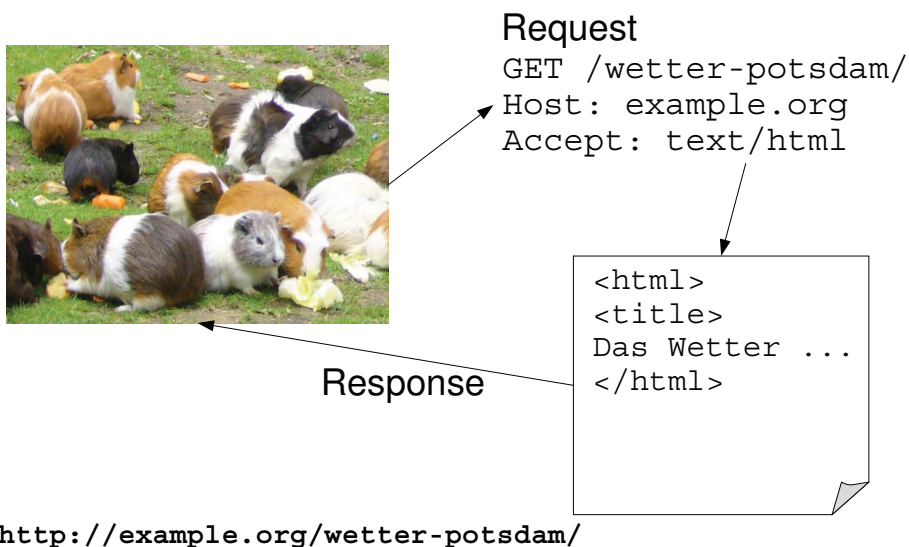 Request
GET /wetter-potsdam/
Host: example.org
Accept: text/html
<html>
<title>
Das Wetter ...
</html>
Response
http://example.org/wetter-potsdam/